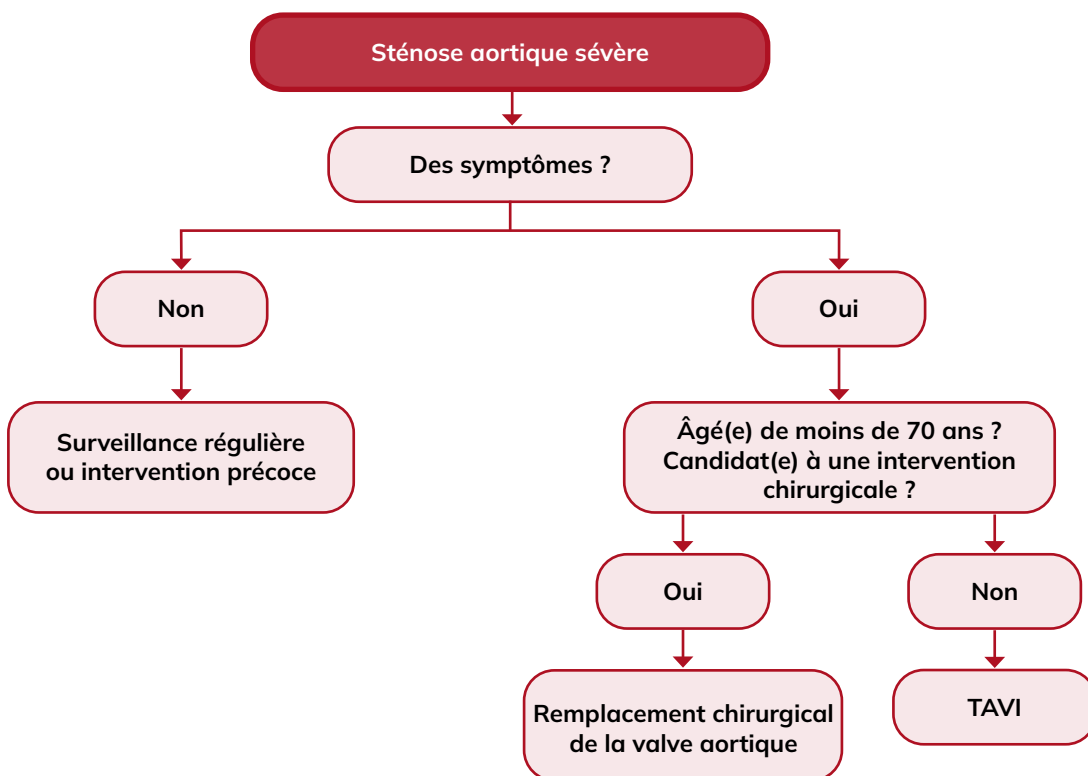 Sténose aortique sévère
Des symptômes ?
Non
Oui
Surveillance régulière
ou intervention précoce
Âgé(e) de moins de 70 ans ?
Candidat(e) à une intervention
chirurgicale ?
Oui
Non
Remplacement chirurgical
de la valve aortique
TAVI